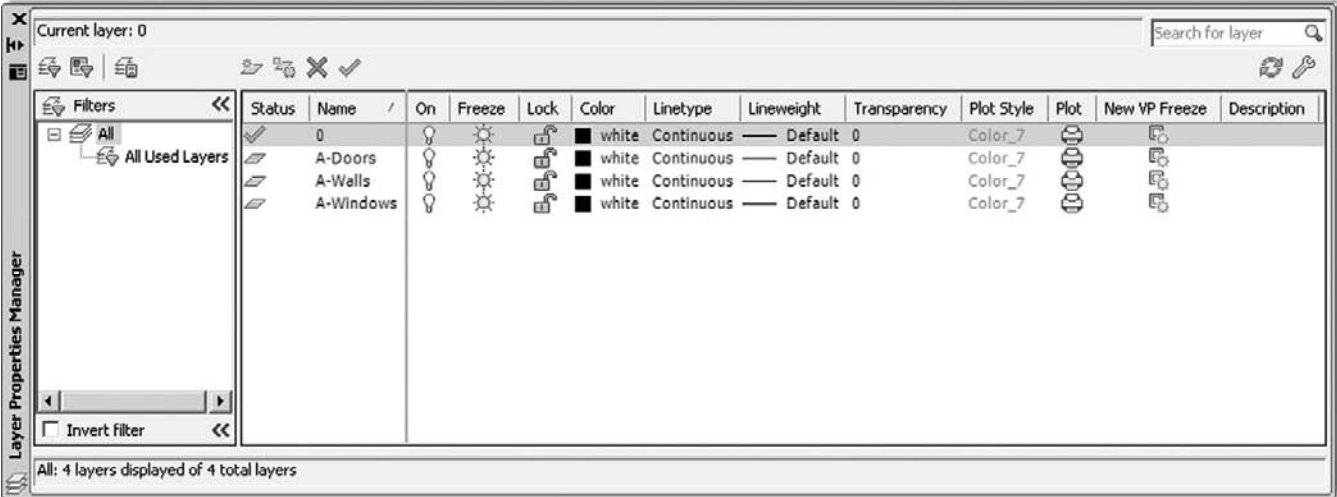 Current layer: 0
Search for layer
Filters
All
All Used Layers
Invert filter
Status Name / On Freeze Lock Color Linetype Lineweight Transparency Plot Style Plot New VP Freeze Description
0 white Continuous Default 0 Color_7
A-Doors white Continuous Default 0 Color_7
A-Walls white Continuous Default 0 Color_7
A-Windows white Continuous Default 0 Color_7
Layer Properties Manager
All: 4 layers displayed of 4 total layers